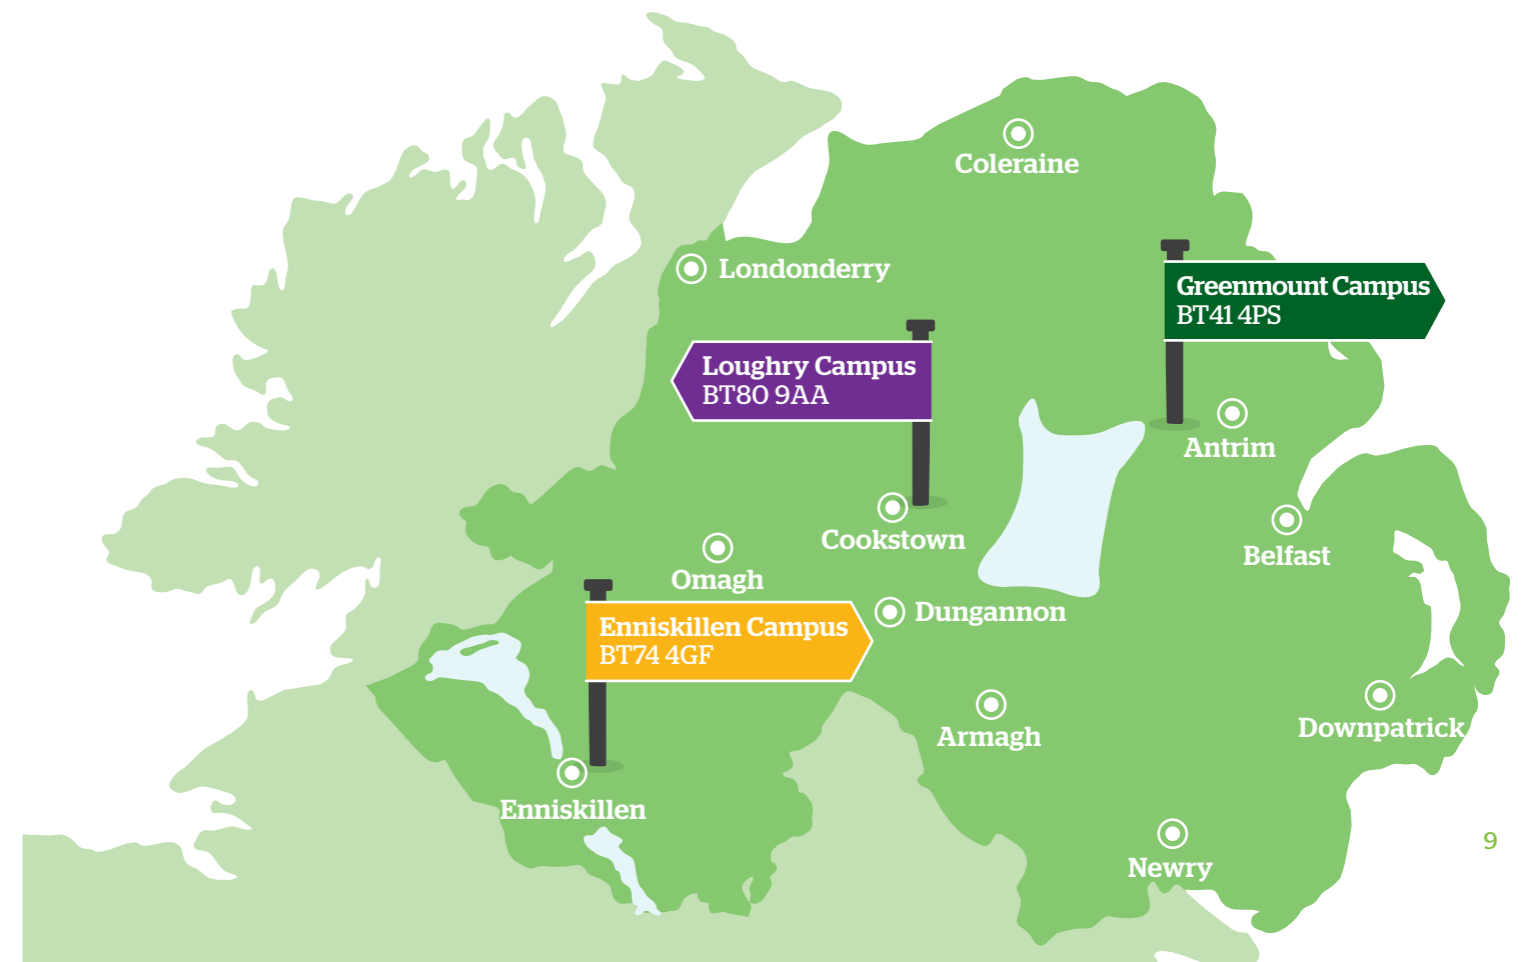 Coleraine
Londonderry
Greenmount Campus
BT41 4PS
Loughry Campus
BT80 9AA
Antrim
Cookstown
Belfast
Omagh
Dungannon
Enniskillen Campus
BT74 4GF
Armagh
Downpatrick
Enniskillen
9
Newry